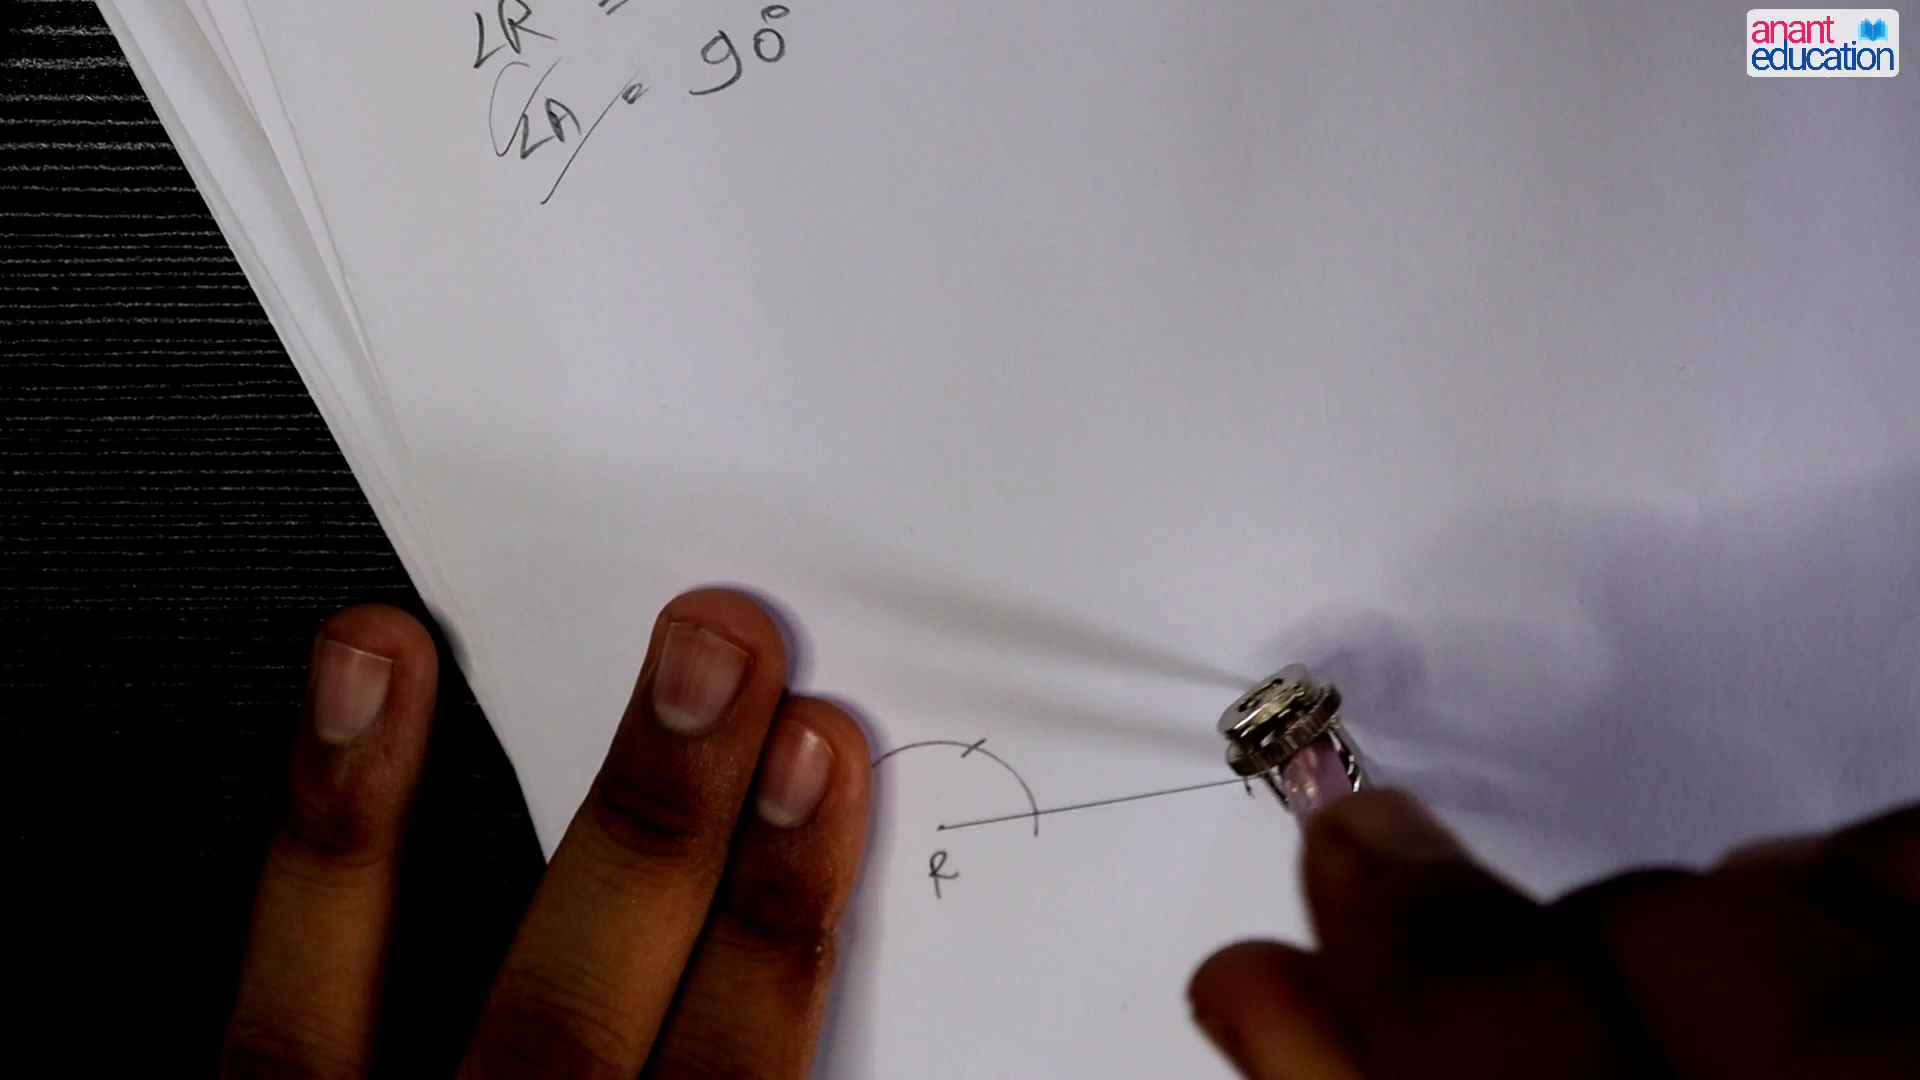 ∠R =
∠A = 90°
R
anant
education